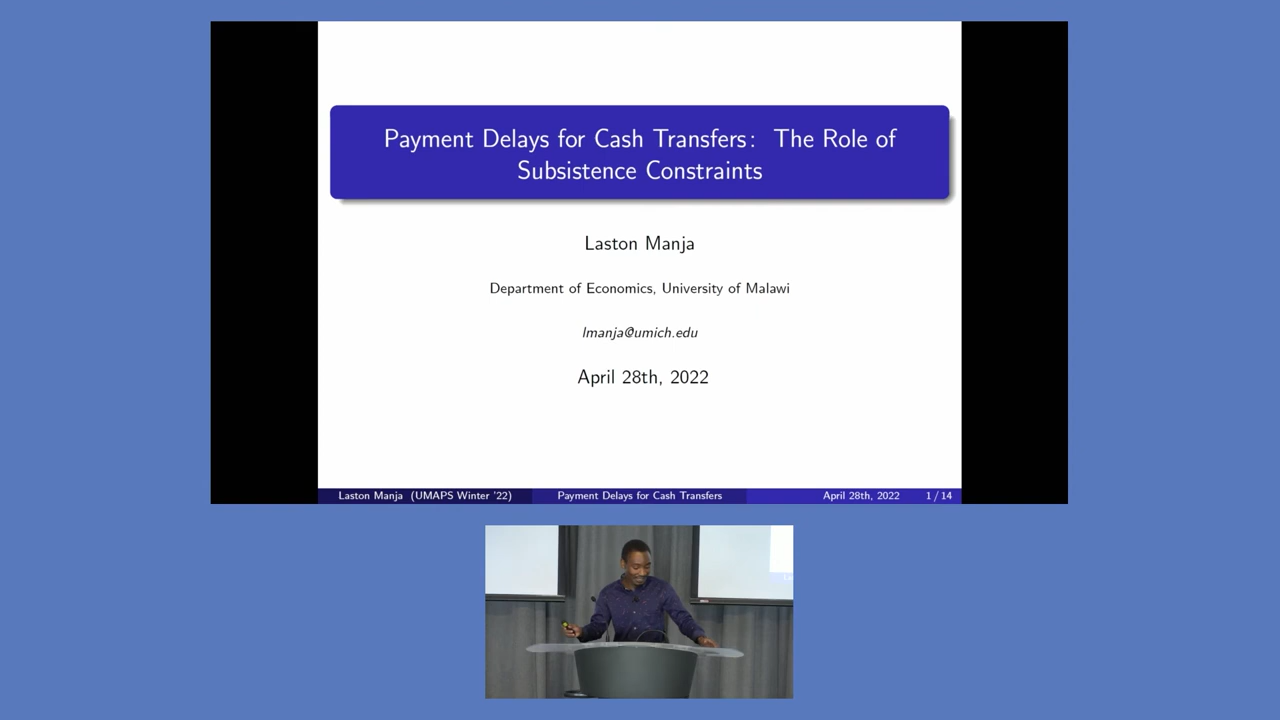 Payment Delays for Cash Transfers: The Role of
Subsistence Constraints
Laston Manja
Department of Economics, University of Malawi
lmanja@umich.edu
April 28th, 2022
Laston Manja (UMAPS Winter '22) Payment Delays for Cash Transfers April 28th, 2022 1 / 14